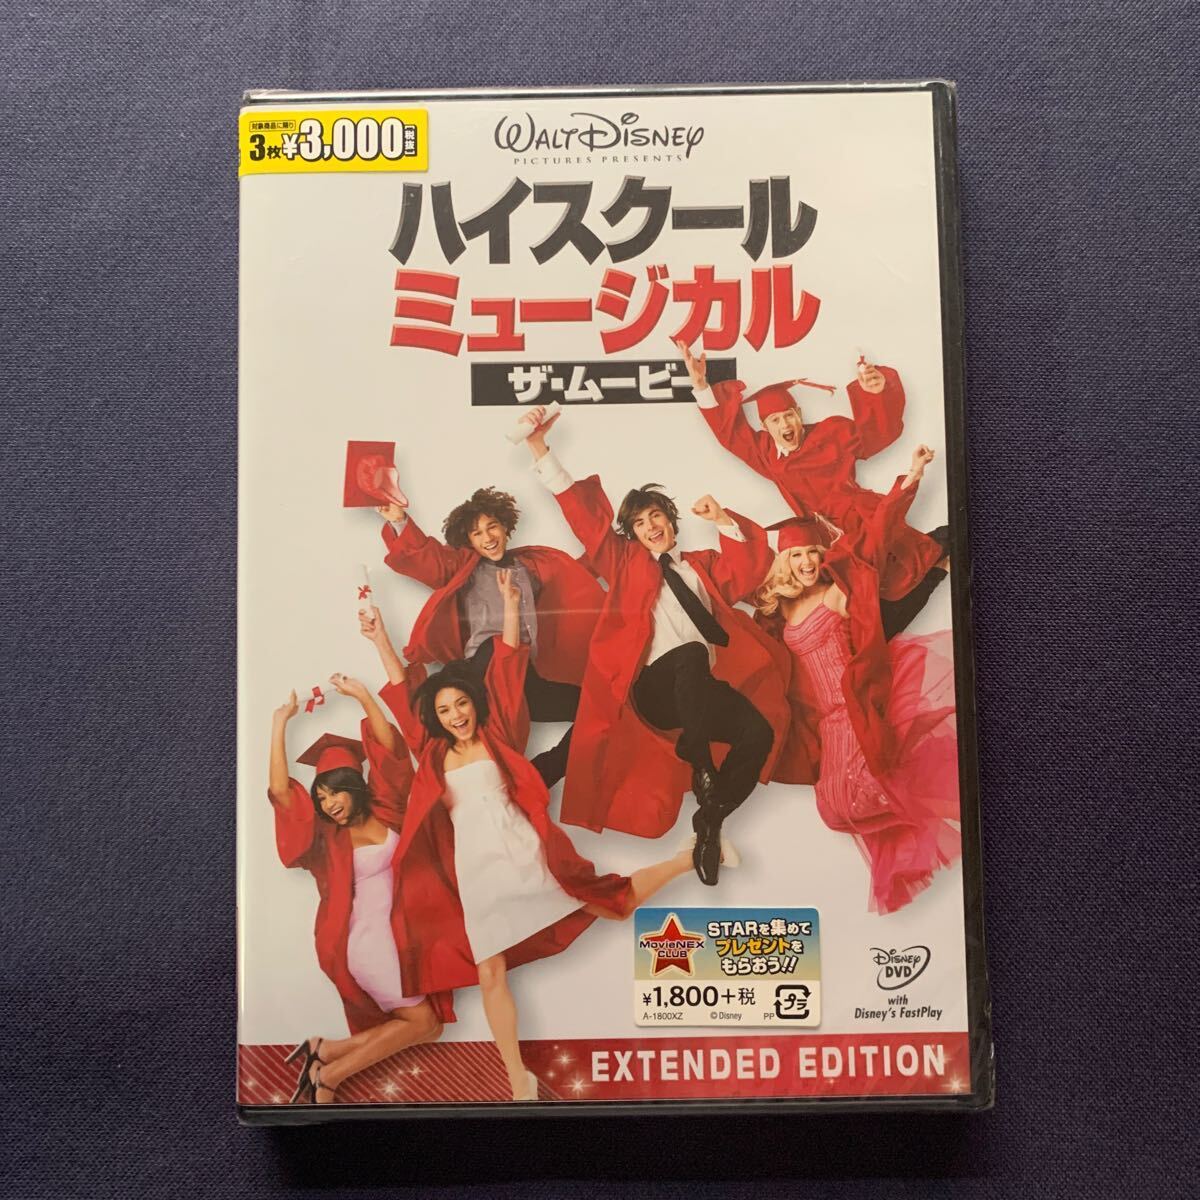 対象商品に限り
3枚¥3,000[税抜]
WALT DISNEY
PICTURES PRESENTS
ハイスクール
ミュージカル
ザ・ムービー
MovieNEX
CLUB
STARを集めて
プレゼントを
もらおう!!
¥1,800+税
プラ
A-1800XZ
©Disney
PP
DISNEY
DVD
with
Disney's FastPlay
EXTENDED EDITION